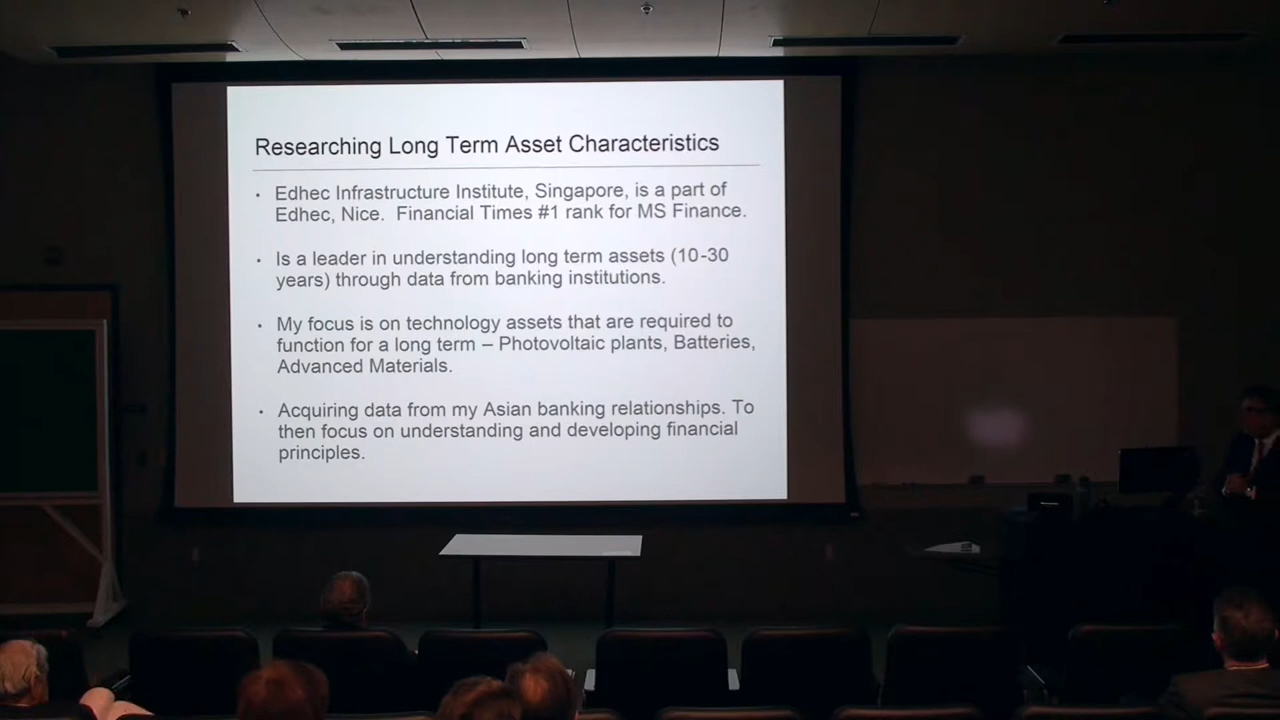 Researching Long Term Asset Characteristics
• Edhec Infrastructure Institute, Singapore, is a part of
Edhec, Nice. Financial Times #1 rank for MS Finance.
• Is a leader in understanding long term assets (10-30
years) through data from banking institutions.
• My focus is on technology assets that are required to
function for a long term – Photovoltaic plants, Batteries,
Advanced Materials.
• Acquiring data from my Asian banking relationships. To
then focus on understanding and developing financial
principles.